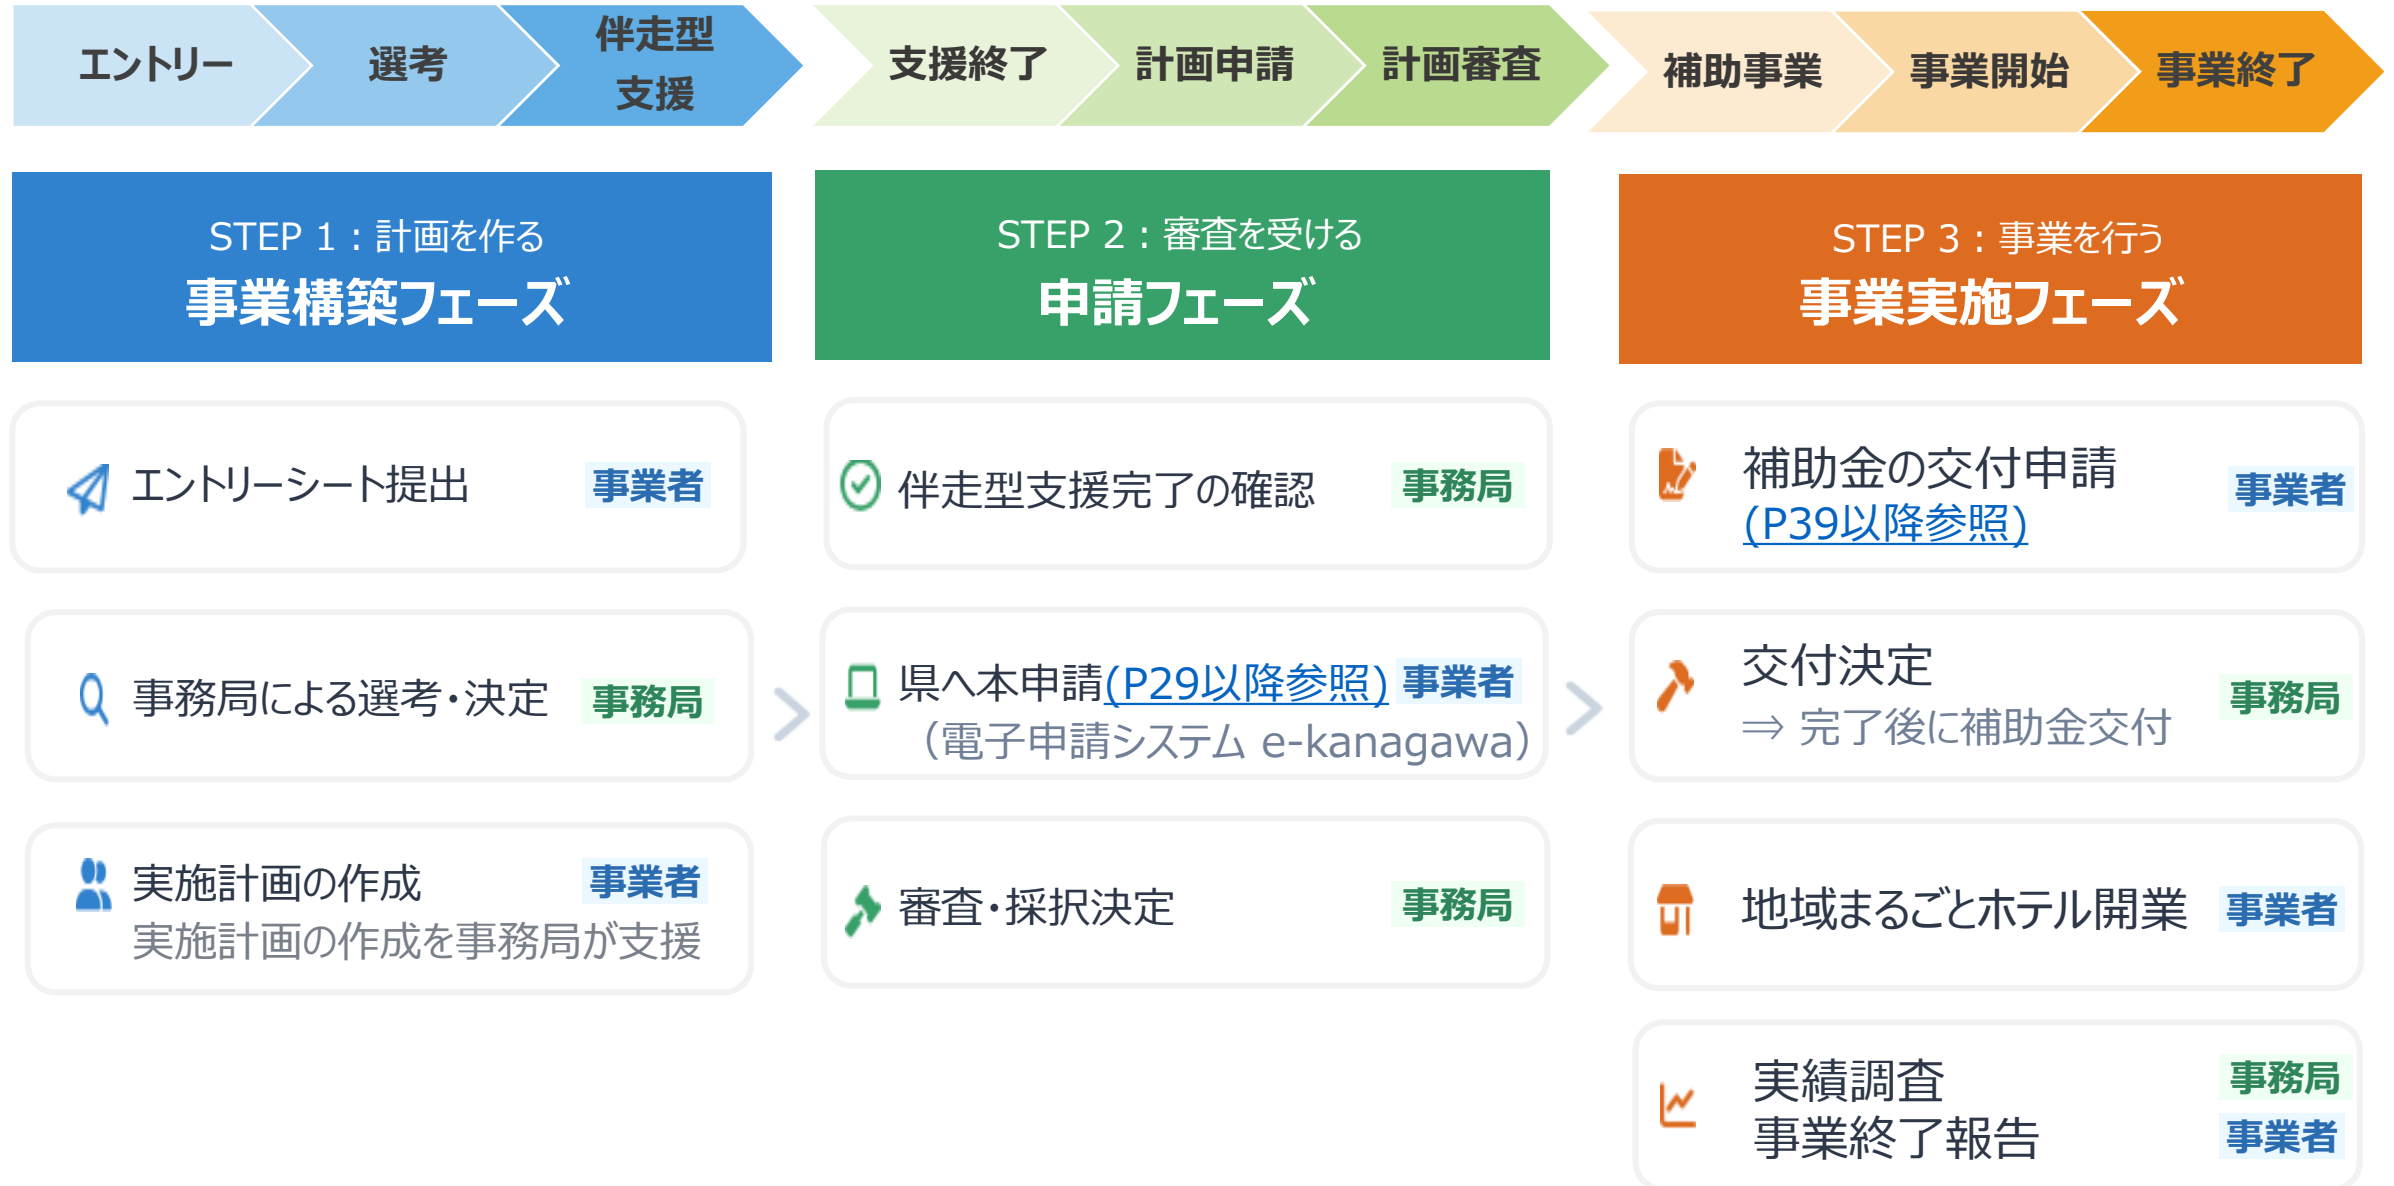 エントリー
選考
伴走型
支援
支援終了
計画申請
計画審査
補助事業
事業開始
事業終了
STEP 1：計画を作る
事業構築フェーズ
エントリーシート提出 事業者
事務局による選考・決定 事務局
実施計画の作成 事業者
実施計画の作成を事務局が支援
STEP 2：審査を受ける
申請フェーズ
伴走型支援完了の確認 事務局
県へ本申請(P29以降参照) 事業者
（電子申請システム e-kanagawa）
審査・採択決定 事務局
STEP 3：事業を行う
事業実施フェーズ
補助金の交付申請
(P39以降参照)
事業者
交付決定
⇒ 完了後に補助金交付
事務局
地域まるごとホテル開業 事業者
実績調査 事務局
事業終了報告 事業者